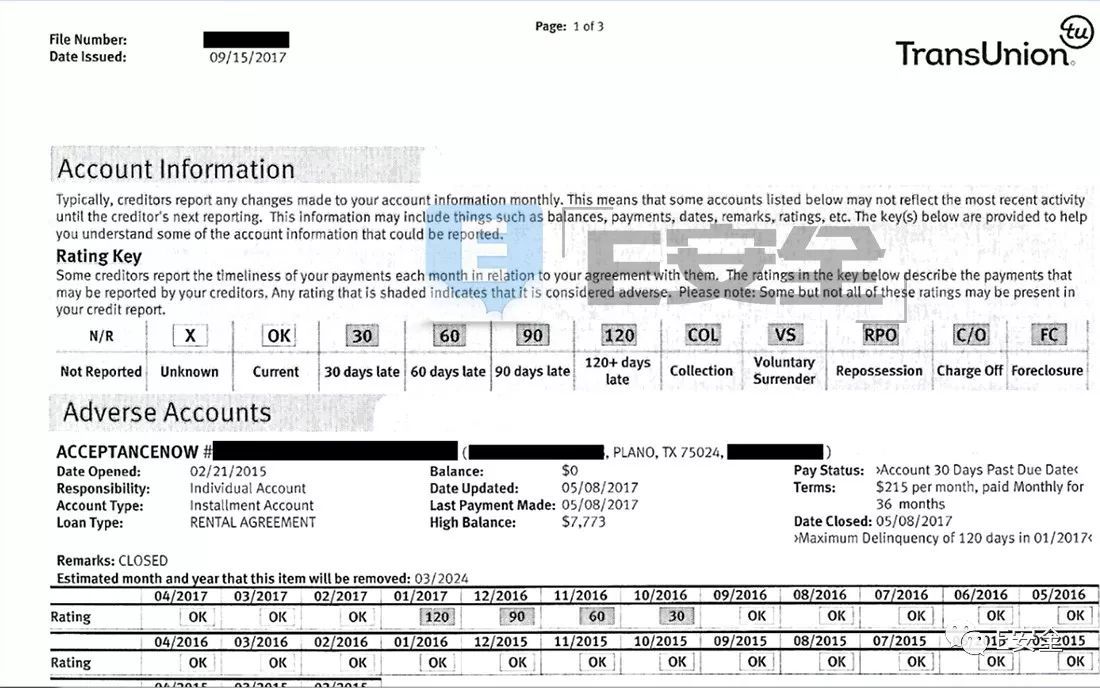 Page: 1 of 3
File Number:
Date Issued: 09/15/2017
tu
TransUnion
Account Information
Typically, creditors report any changes made to your account information monthly. This means that some accounts listed below may not reflect the most recent activity
until the creditor's next reporting. This information may include things such as balances, payments, dates, remarks, ratings, etc. The key(s) below are provided to help
you understand some of the account information that could be reported.
Rating Key
Some creditors report the timeliness of your payments each month in relation to your agreement with them. The ratings in the key below describe the payments that
may be reported by your creditors. Any rating that is shaded indicates that it is considered adverse. Please note: Some but not all of these ratings may be present in
your credit report.
E安全
N/R X OK 30 60 90 120 COL VS RPO C/O FC
Not Reported Unknown Current 30 days late 60 days late 90 days late 120+ days late Collection Voluntary Surrender Repossession Charge Off Foreclosure
Adverse Accounts
ACCEPTANCENOW # ( , PLANO, TX 75024, )
Date Opened: 02/21/2015 Balance: $0 Pay Status: ›Account 30 Days Past Due Date‹
Responsibility: Individual Account Date Updated: 05/08/2017 Terms: $215 per month, paid Monthly for
Account Type: Installment Account Last Payment Made: 05/08/2017 36 months
Loan Type: RENTAL AGREEMENT High Balance: $7,773 Date Closed: 05/08/2017
›Maximum Delinquency of 120 days in 01/2017‹
Remarks: CLOSED
Estimated month and year that this item will be removed: 03/2024
04/2017 03/2017 02/2017 01/2017 12/2016 11/2016 10/2016 09/2016 08/2016 07/2016 06/2016 05/2016
Rating OK OK OK 120 90 60 30 OK OK OK OK OK
04/2016 03/2016 02/2016 01/2016 12/2015 11/2015 10/2015 09/2015 08/2015 07/2015
Rating OK OK OK OK OK OK OK OK OK OK OK OK
E安全
04/2015 03/2015 02/2015